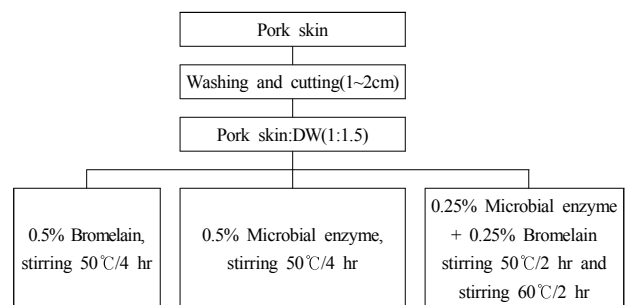 Pork skin
Washing and cutting(1~2cm)
Pork skin:DW(1:1.5)
0.5% Bromelain,
stirring 50℃/4 hr
0.5% Microbial enzyme,
stirring 50℃/4 hr
0.25% Microbial enzyme
+ 0.25% Bromelain
stirring 50℃/2 hr and
stirring 60℃/2 hr